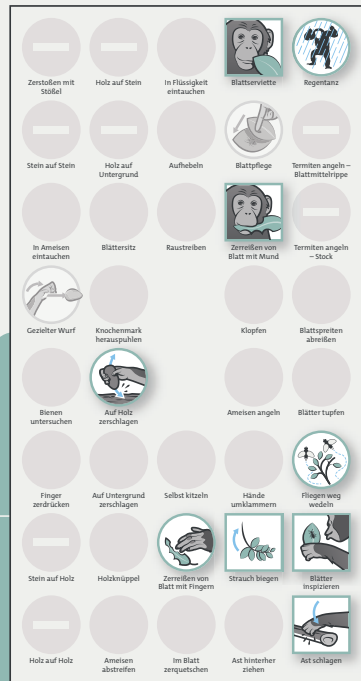 Zerstoßen mit
Stößel
Holz auf Stein
In Flüssigkeit
eintauchen
Blattserviette
Regentanz
Stein auf Stein
Holz auf
Untergrund
Aufhebeln
Blattpflege
Termiten angeln –
Blattmittelrippe
In Ameisen
eintauchen
Blättersitz
Raustreiben
Zerreißen von
Blatt mit Mund
Termiten angeln
– Stock
Gezielter Wurf
Knochenmark
herauspuhlen
Klopfen
Blattspreiten
abreißen
Bienen
untersuchen
Auf Holz
zerschlagen
Ameisen angeln
Blätter tupfen
Finger
zerdrücken
Auf Untergrund
zerschlagen
Selbst kitzeln
Hände
umklammern
Fliegen weg
wedeln
Stein auf Holz
Holzknüppel
Zerreißen von
Blatt mit Fingern
Strauch biegen
Blätter
inspizieren
Holz auf Holz
Ameisen
abstreifen
Im Blatt
zerquetschen
Ast hinterher
ziehen
Ast schlagen